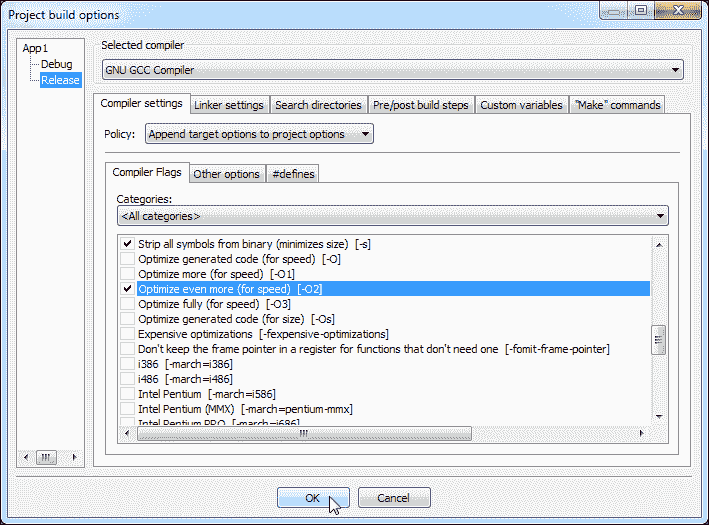 Project build options
App1
Debug
Release
Selected compiler
GNU GCC Compiler
Compiler settings Linker settings Search directories Pre/post build steps Custom variables "Make" commands
Policy: Append target options to project options
Compiler Flags Other options #defines
Categories:
<All categories>
Strip all symbols from binary (minimizes size) [-s]
Optimize generated code (for speed) [-O]
Optimize more (for speed) [-O1]
Optimize even more (for speed) [-O2]
Optimize fully (for speed) [-O3]
Optimize generated code (for size) [-Os]
Expensive optimizations [-fexpensive-optimizations]
Don't keep the frame pointer in a register for functions that don't need one [-fomit-frame-pointer]
i386 [-march=i386]
i486 [-march=i486]
Intel Pentium [-march=i586]
Intel Pentium (MMX) [-march=pentium-mmx]
Intel Pentium PRO [-march=i686]
OK Cancel